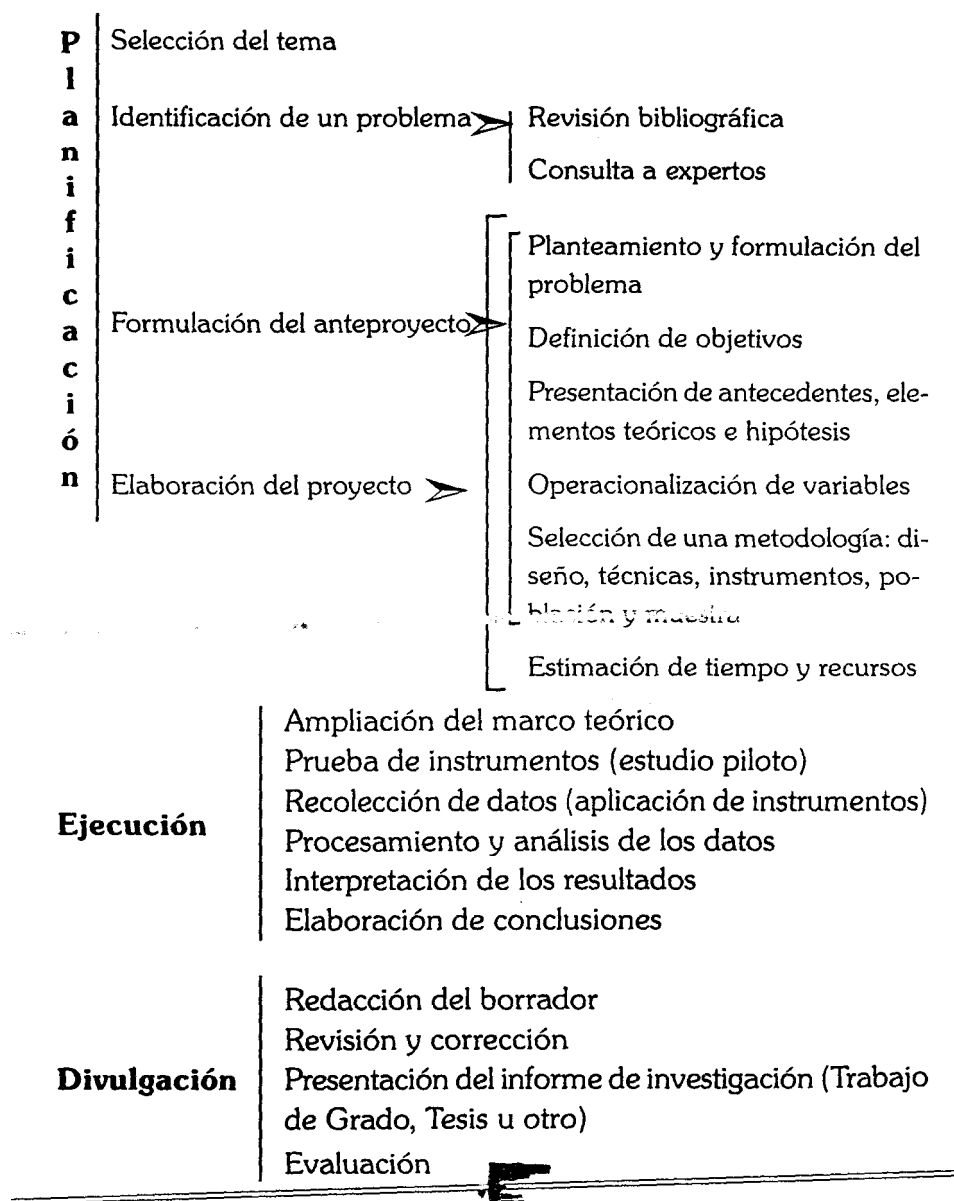 Planificación
Selección del tema
Identificación de un problema
Revisión bibliográfica
Consulta a expertos
Formulación del anteproyecto
Planteamiento y formulación del
problema
Definición de objetivos
Presentación de antecedentes, ele-
mentos teóricos e hipótesis
Elaboración del proyecto
Operacionalización de variables
Selección de una metodología: di-
seño, técnicas, instrumentos, po-
blación y muestra
Estimación de tiempo y recursos
Ejecución
Ampliación del marco teórico
Prueba de instrumentos (estudio piloto)
Recolección de datos (aplicación de instrumentos)
Procesamiento y análisis de los datos
Interpretación de los resultados
Elaboración de conclusiones
Divulgación
Redacción del borrador
Revisión y corrección
Presentación del informe de investigación (Trabajo
de Grado, Tesis u otro)
Evaluación